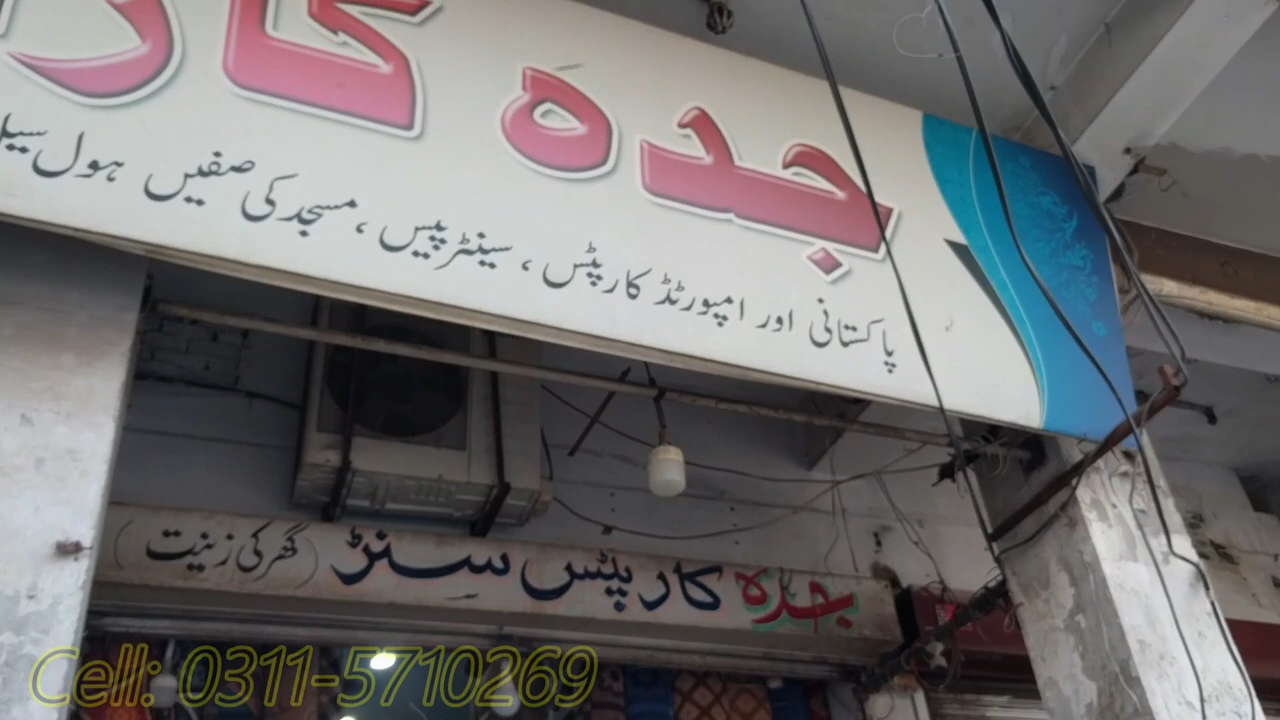 جدہ کار
پاکستانی اور امپورٹڈ کارپٹس ، سینٹرپیس ، مسجد کی صفیں ہول سیل
جدہ کارپٹس سنٹر (گھر کی زینت)
Cell: 0311-5710269